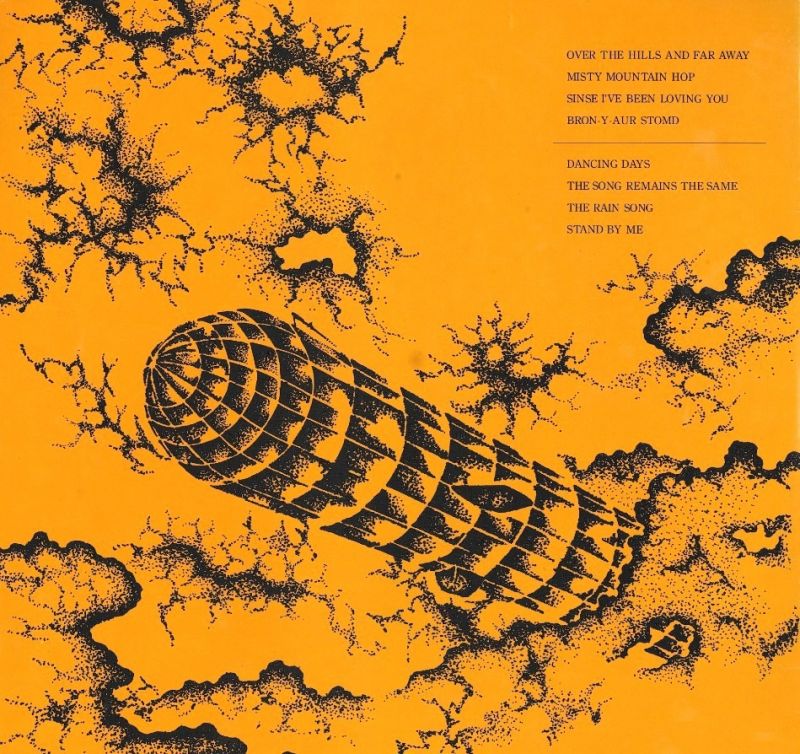 OVER THE HILLS AND FAR AWAY
MISTY MOUNTAIN HOP
SINSE I'VE BEEN LOVING YOU
BRON-Y-AUR STOMD
DANCING DAYS
THE SONG REMAINS THE SAME
THE RAIN SONG
STAND BY ME